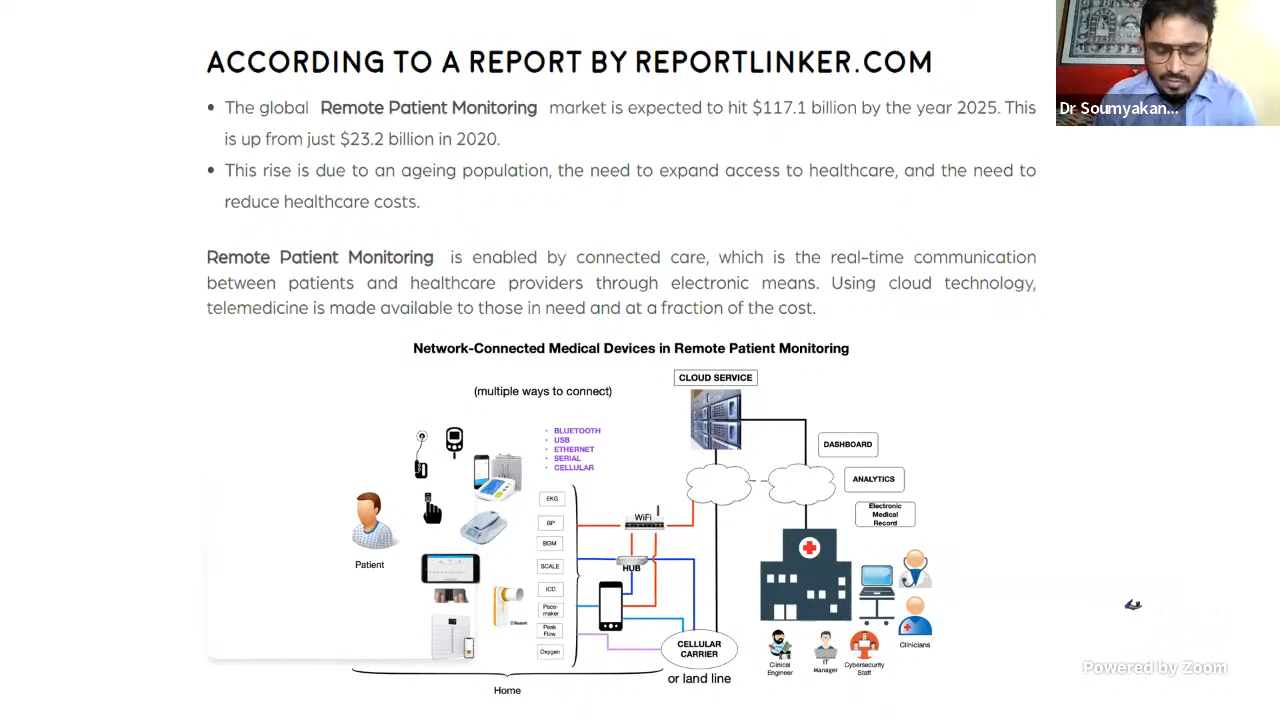 ACCORDING TO A REPORT BY REPORTLINKER.COM
• The global Remote Patient Monitoring market is expected to hit $117.1 billion by the year 2025. This
is up from just $23.2 billion in 2020.
• This rise is due to an ageing population, the need to expand access to healthcare, and the need to
reduce healthcare costs.
Remote Patient Monitoring is enabled by connected care, which is the real-time communication
between patients and healthcare providers through electronic means. Using cloud technology,
telemedicine is made available to those in need and at a fraction of the cost.
Network-Connected Medical Devices in Remote Patient Monitoring
(multiple ways to connect)
• BLUETOOTH
• USB
• ETHERNET
• SERIAL
• CELLULAR
CLOUD SERVICE
DASHBOARD
ANALYTICS
Electronic
Medical
Record
EKG
BP
BGM
SCALE
ICD
Pace-
maker
Peak
Flow
Oxygen
WiFi
HUB
Patient
CELLULAR
CARRIER
or land line
Home
Clinical
Engineer
IT
Manager
Cybersecurity
Staff
Clinicians
Dr Soumyakan...
Powered by Zoom